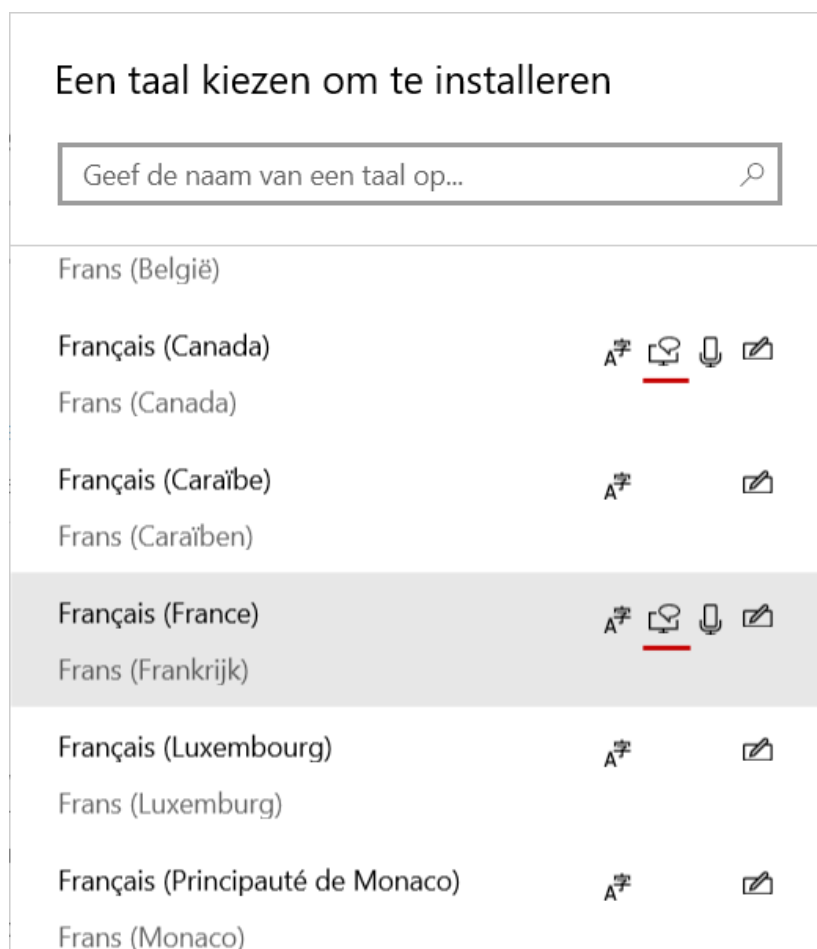 Een taal kiezen om te installeren
Geef de naam van een taal op...
Frans (België)
Français (Canada)
Frans (Canada)
Français (Caraïbe)
Frans (Caraïben)
Français (France)
Frans (Frankrijk)
Français (Luxembourg)
Frans (Luxemburg)
Français (Principauté de Monaco)
Frans (Monaco)